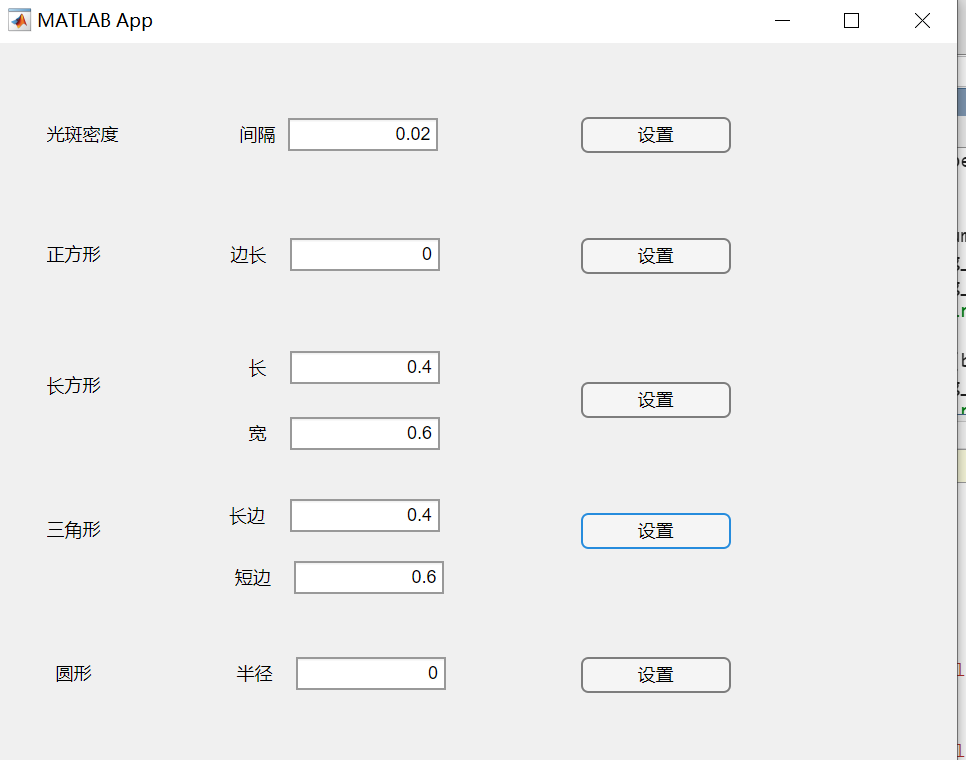 MATLAB App
光斑密度 间隔 0.02 设置
正方形 边长 0 设置
长 0.4
长方形 设置
宽 0.6
长边 0.4
三角形 设置
短边 0.6
圆形 半径 0 设置